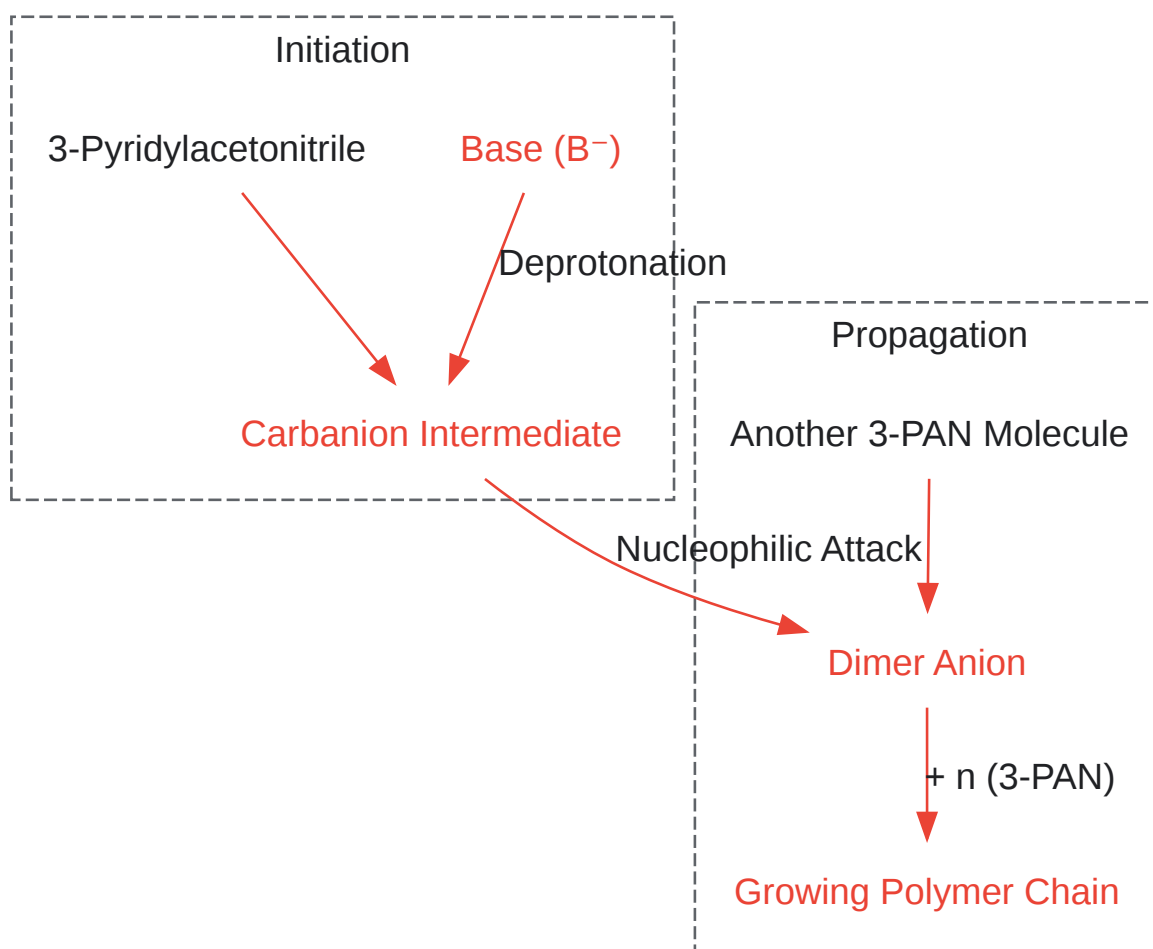 Initiation
3-Pyridylacetonitrile
Base (B⁻)
Deprotonation
Carbanion Intermediate
Propagation
Another 3-PAN Molecule
Nucleophilic Attack
Dimer Anion
+ n (3-PAN)
Growing Polymer Chain